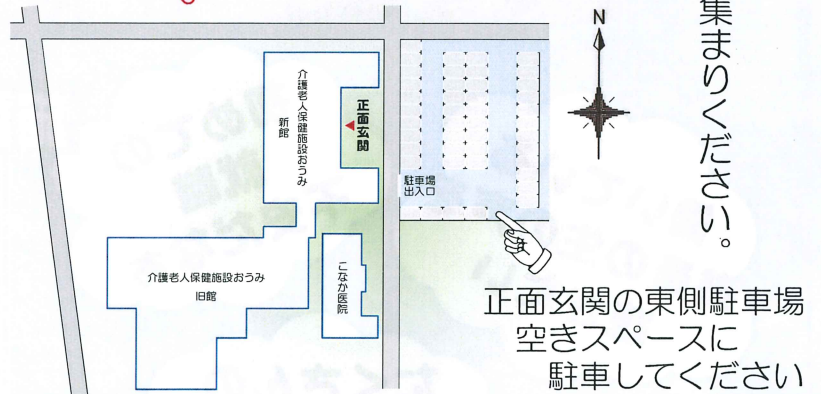 集まりください。
N
介護老人保健施設おうみ
新館
正面玄関
駐車場
出入口
こなか医院
介護老人保健施設おうみ
旧館
正面玄関の東側駐車場
空きスペースに
駐車してください